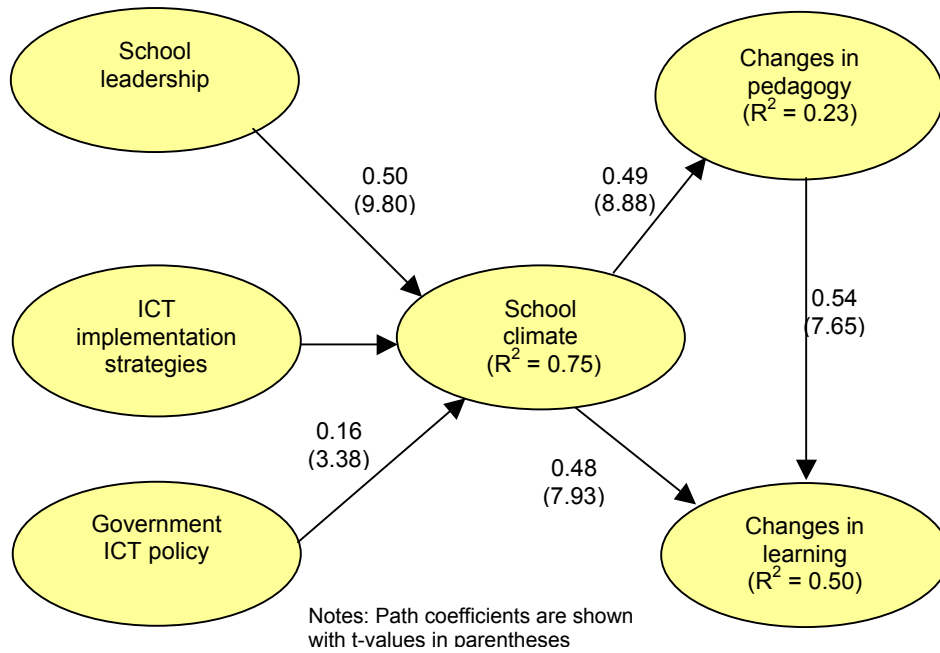 School
leadership
Changes in
pedagogy
(R² = 0.23)
0.50
(9.80)
0.49
(8.88)
ICT
implementation
strategies
School
climate
(R² = 0.75)
0.54
(7.65)
0.16
(3.38)
0.48
(7.93)
Government
ICT policy
Changes in
learning
(R² = 0.50)
Notes: Path coefficients are shown
with t-values in parentheses